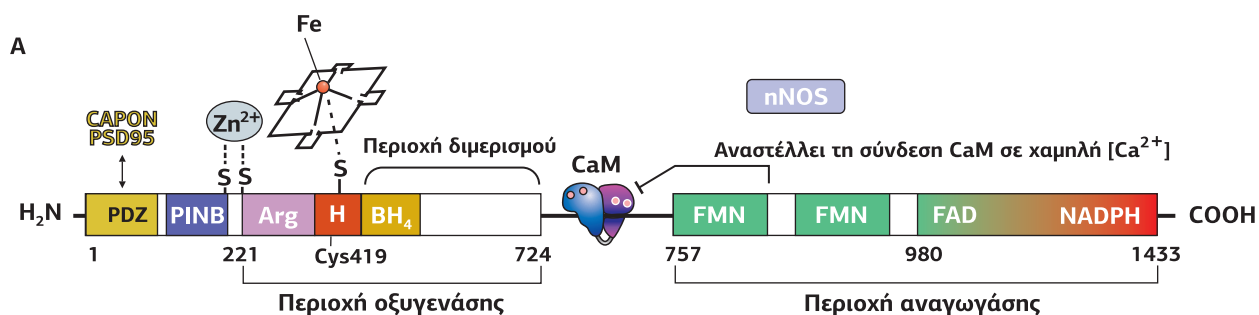 A
Fe
nNOS
CAPON
PSD95
Zn2+
Περιοχή διμερισμού
Αναστέλλει τη σύνδεση CaM σε χαμηλή [Ca2+]
CaM
S S S
H2N PDZ PINB Arg H BH4 FMN FMN FAD NADPH COOH
1 221 Cys419 724 757 980 1433
Περιοχή οξυγενάσης Περιοχή αναγωγάσης